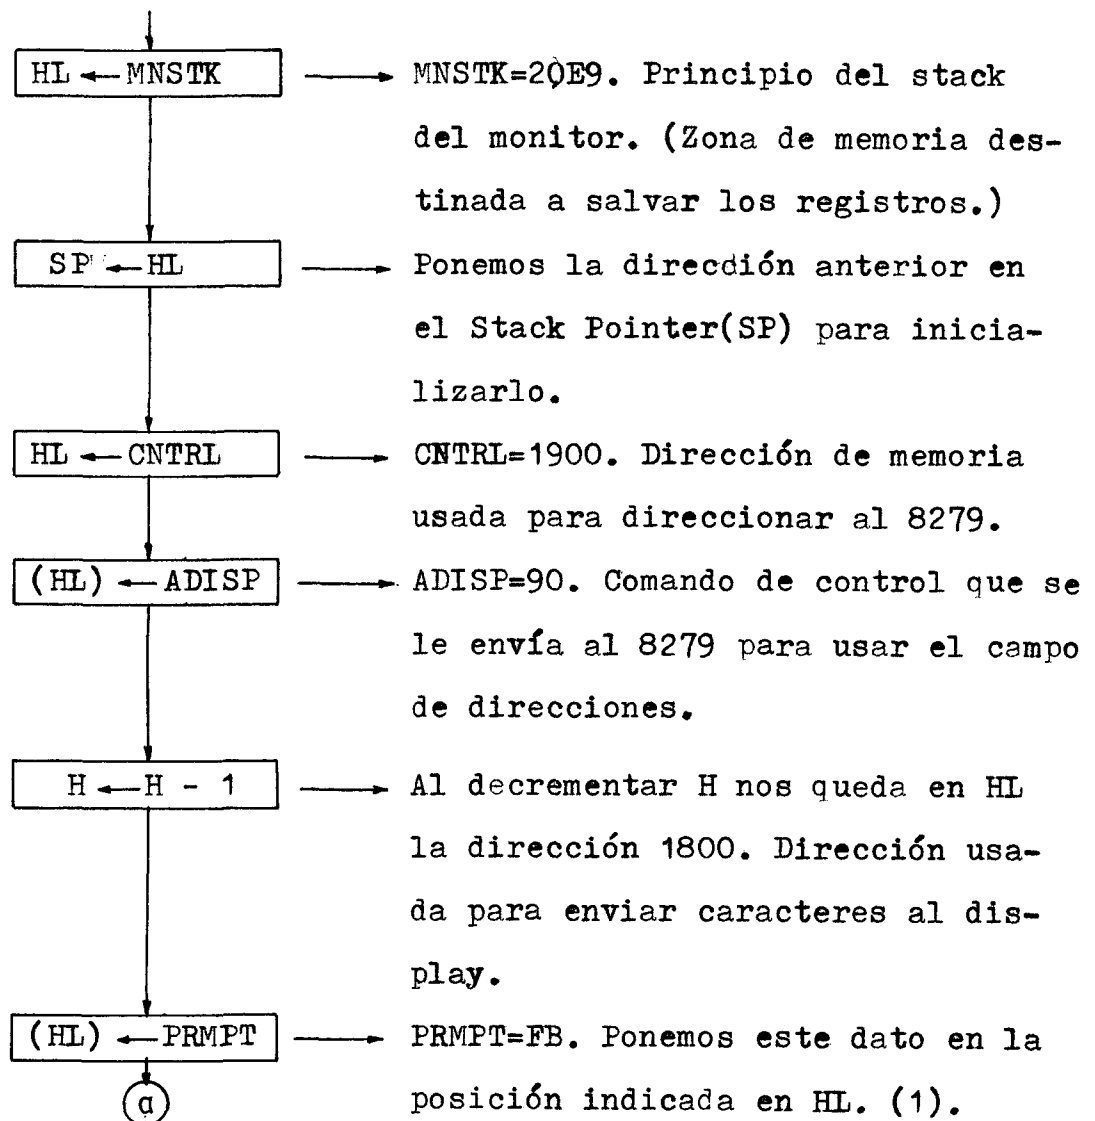 HL ← MNSTK → MNSTK=20E9. Principio del stack
del monitor. (Zona de memoria des-
tinada a salvar los registros.)
SP ← HL → Ponemos la direcdión anterior en
el Stack Pointer(SP) para inicia-
lizarlo.
HL ← CNTRL → CNTRL=1900. Dirección de memoria
usada para direccionar al 8279.
(HL) ← ADISP → ADISP=90. Comando de control que se
le envía al 8279 para usar el campo
de direcciones.
H ← H - 1 → Al decrementar H nos queda en HL
la dirección 1800. Dirección usa-
da para enviar caracteres al dis-
play.
(HL) ← PRMPT → PRMPT=FB. Ponemos este dato en la
posición indicada en HL. (1).
a